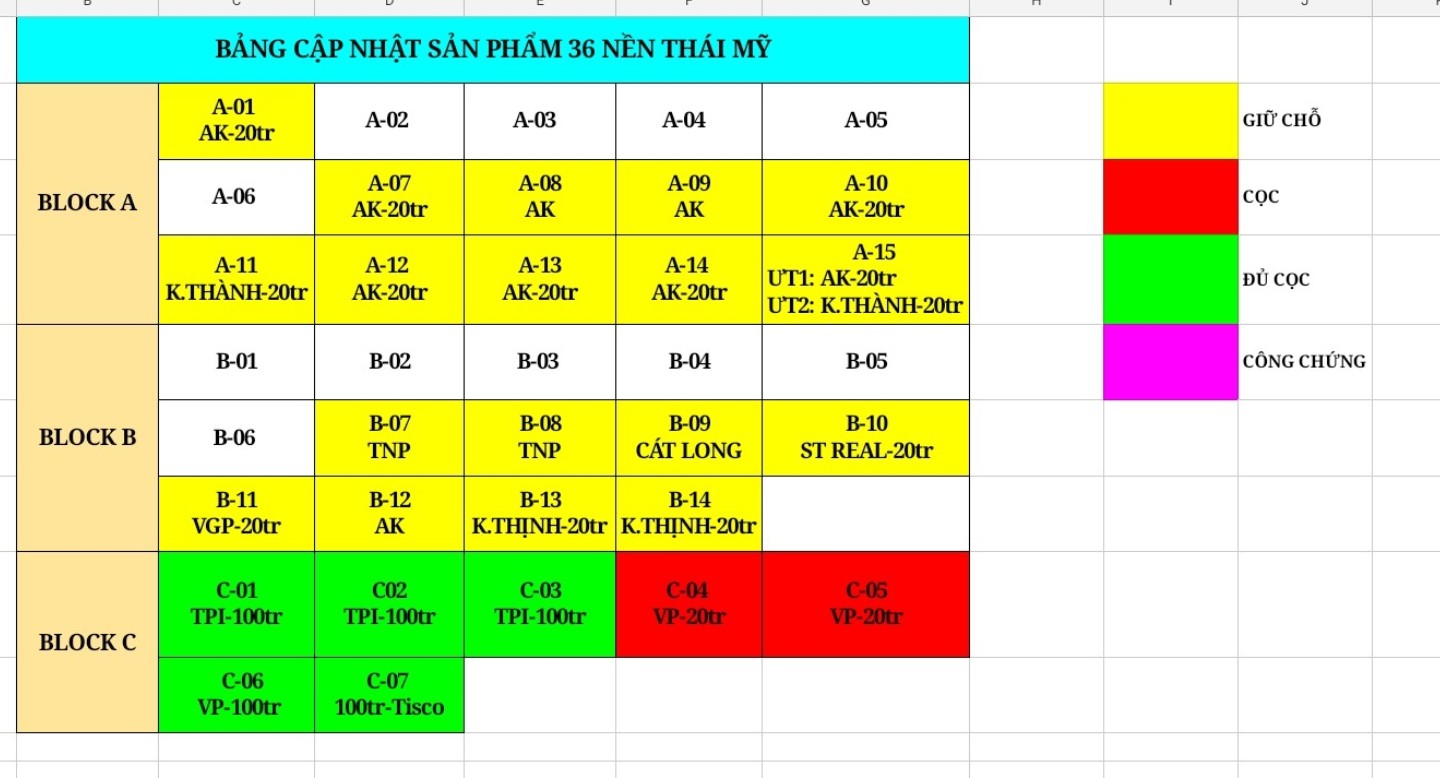 BẢNG CẬP NHẬT SẢN PHẨM 36 NỀN THÁI MỸ
BLOCK A
A-01
AK-20tr
A-02
A-03
A-04
A-05
A-06
A-07
AK-20tr
A-08
AK
A-09
AK
A-10
AK-20tr
A-11
K.THÀNH-20tr
A-12
AK-20tr
A-13
AK-20tr
A-14
AK-20tr
A-15
ƯT1: AK-20tr
ƯT2: K.THÀNH-20tr
BLOCK B
B-01
B-02
B-03
B-04
B-05
B-06
B-07
TNP
B-08
TNP
B-09
CÁT LONG
B-10
ST REAL-20tr
B-11
VGP-20tr
B-12
AK
B-13
K.THỊNH-20tr
B-14
K.THỊNH-20tr
BLOCK C
C-01
TPI-100tr
C02
TPI-100tr
C-03
TPI-100tr
C-04
VP-20tr
C-05
VP-20tr
C-06
VP-100tr
C-07
100tr-Tisco
GIỮ CHỖ
CỌC
ĐỦ CỌC
CÔNG CHỨNG